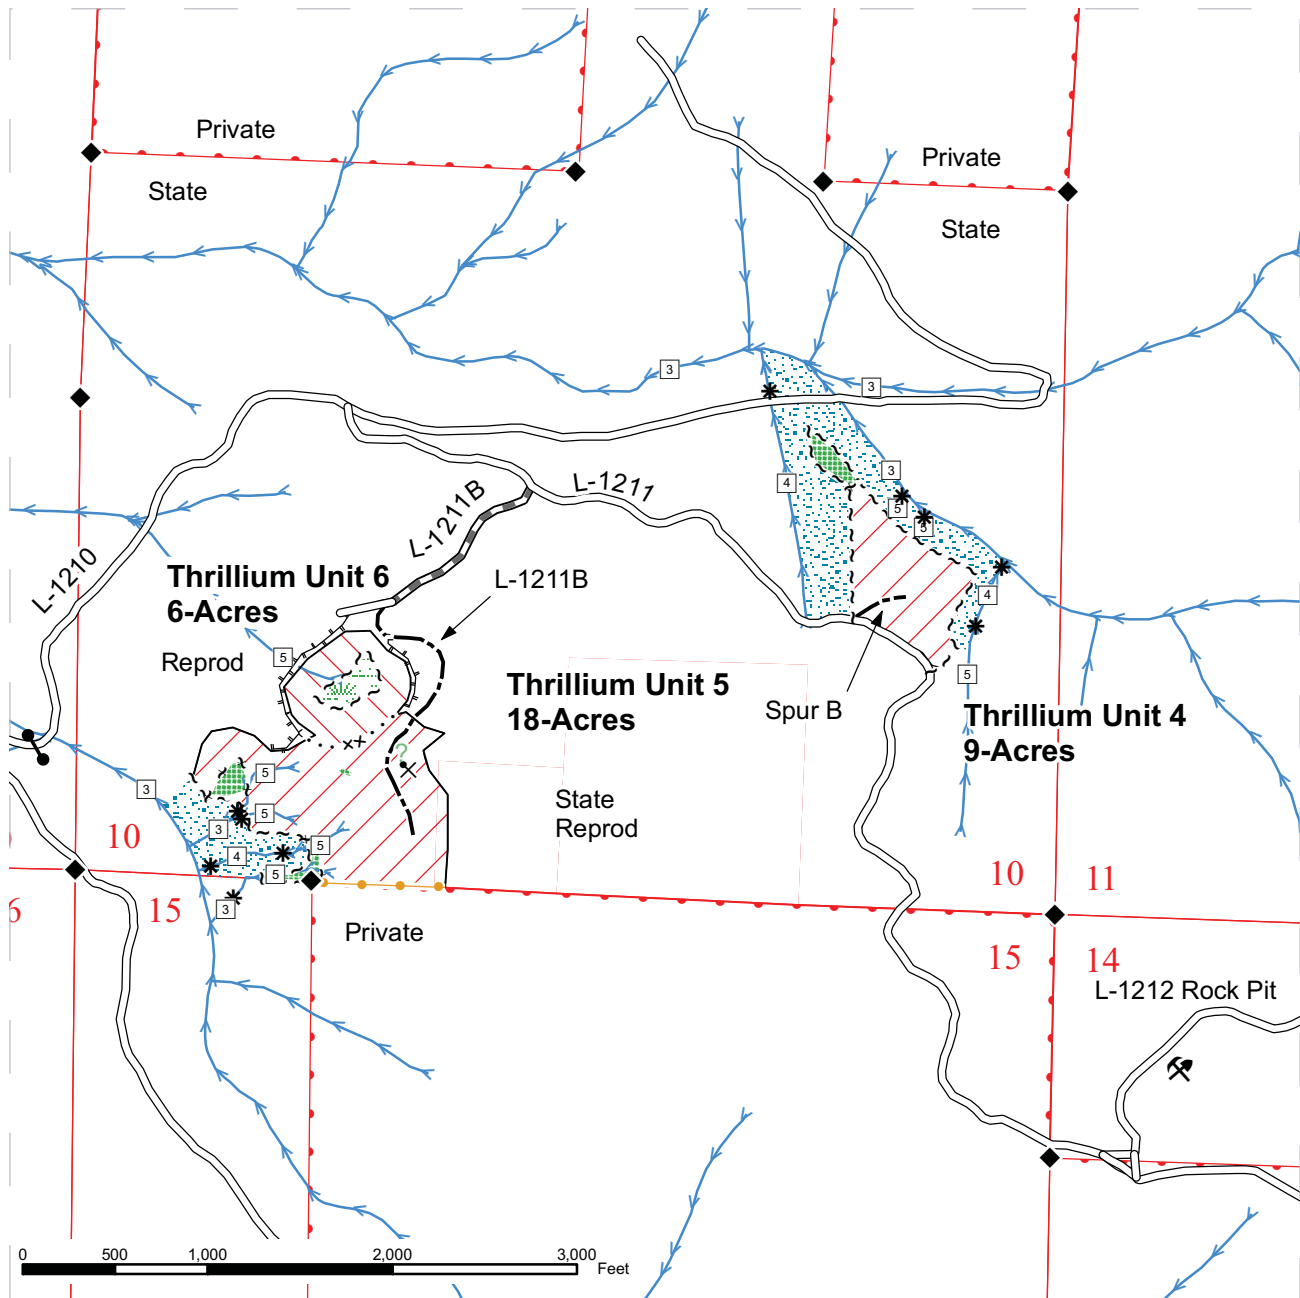 Private
State
Private
State
3
3
4
3
5
5
4
5
L-1211
L-1211B
L-1210
L-1211B
Thrillium Unit 6
6-Acres
Reprod
5
Thrillium Unit 5
18-Acres
Spur B
Thrillium Unit 4
9-Acres
?
State
Reprod
3
5
5
3
4
5
5
3
10
15
10
11
15
14
Private
L-1212 Rock Pit
0 500 1,000 2,000 3,000
Feet